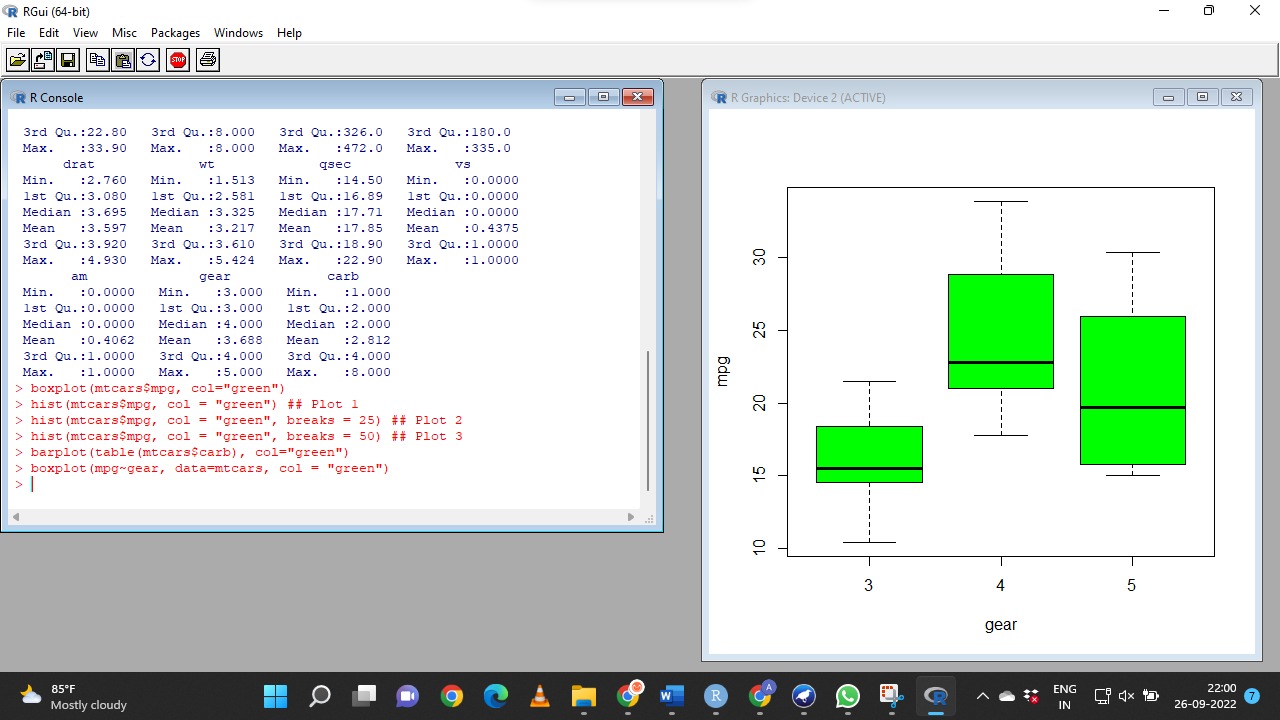 RGui (64-bit)
File Edit View Misc Packages Windows Help
STOP
R Console
3rd Qu.:22.80 3rd Qu.:8.000 3rd Qu.:326.0 3rd Qu.:180.0
Max. :33.90 Max. :8.000 Max. :472.0 Max. :335.0
drat wt qsec vs
Min. :2.760 Min. :1.513 Min. :14.50 Min. :0.0000
1st Qu.:3.080 1st Qu.:2.581 1st Qu.:16.89 1st Qu.:0.0000
Median :3.695 Median :3.325 Median :17.71 Median :0.0000
Mean :3.597 Mean :3.217 Mean :17.85 Mean :0.4375
3rd Qu.:3.920 3rd Qu.:3.610 3rd Qu.:18.90 3rd Qu.:1.0000
Max. :4.930 Max. :5.424 Max. :22.90 Max. :1.0000
am gear carb
Min. :0.0000 Min. :3.000 Min. :1.000
1st Qu.:0.0000 1st Qu.:3.000 1st Qu.:2.000
Median :0.0000 Median :4.000 Median :2.000
Mean :0.4062 Mean :3.688 Mean :2.812
3rd Qu.:1.0000 3rd Qu.:4.000 3rd Qu.:4.000
Max. :1.0000 Max. :5.000 Max. :8.000
> boxplot(mtcars$mpg, col="green")
> hist(mtcars$mpg, col = "green") ## Plot 1
> hist(mtcars$mpg, col = "green", breaks = 25) ## Plot 2
> hist(mtcars$mpg, col = "green", breaks = 50) ## Plot 3
> barplot(table(mtcars$carb), col="green")
> boxplot(mpg~gear, data=mtcars, col = "green")
>
R Graphics: Device 2 (ACTIVE)
30
25
20
15
10
mpg
3 4 5
gear
85°F
Mostly cloudy
ENG
IN
22:00
26-09-2022
7